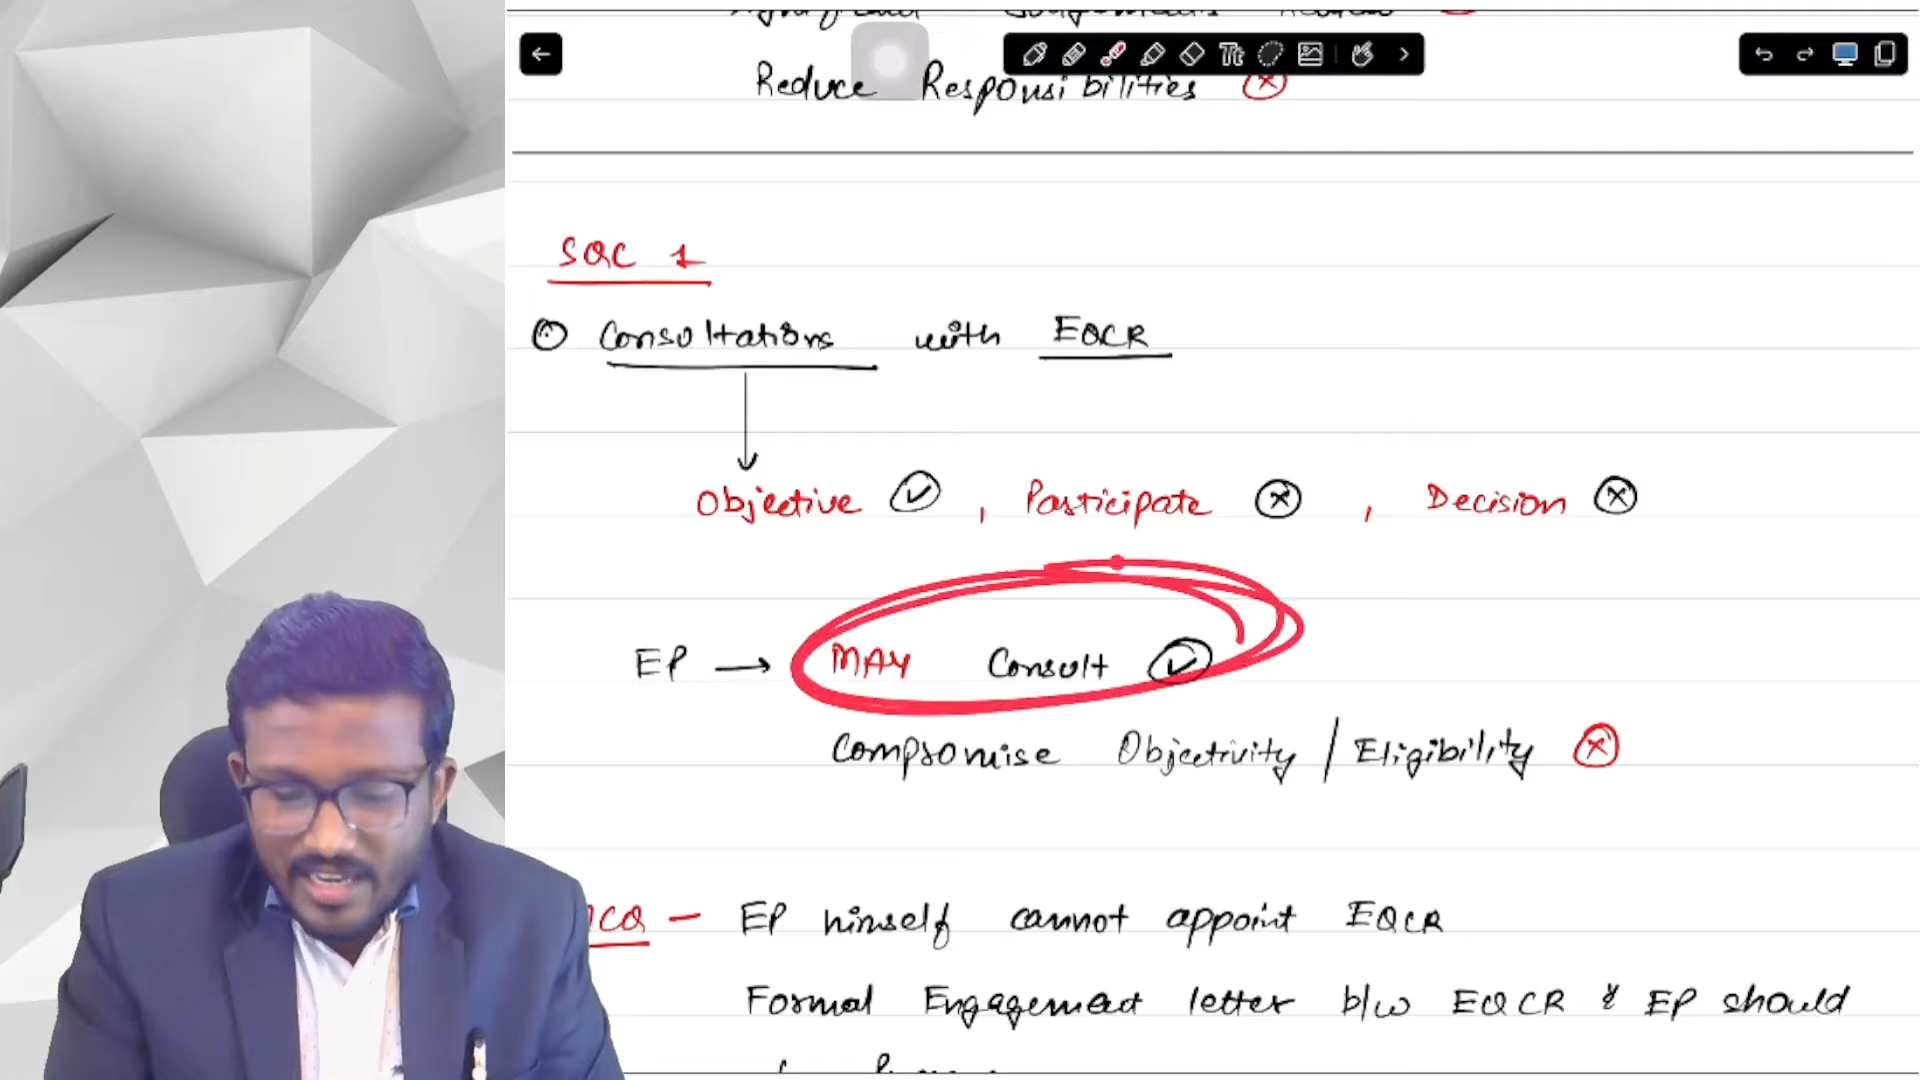 Reduce Responsibilities
SQC 1
Consultations with EQCR
Objective , Participate , Decision
EP → MAY Consult
Compromise Objectivity / Eligibility
EP himself cannot appoint EQCR
Formal Engagement letter b/w EQCR & EP should